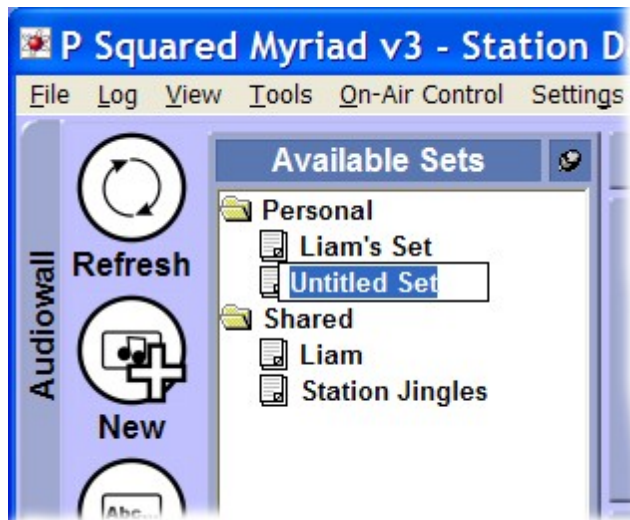 P Squared Myriad v3 - Station D
File Log View Tools On-Air Control Settings
Audiowall
Refresh
New
Abc...
Available Sets
Personal
Liam's Set
Untitled Set
Shared
Liam
Station Jingles